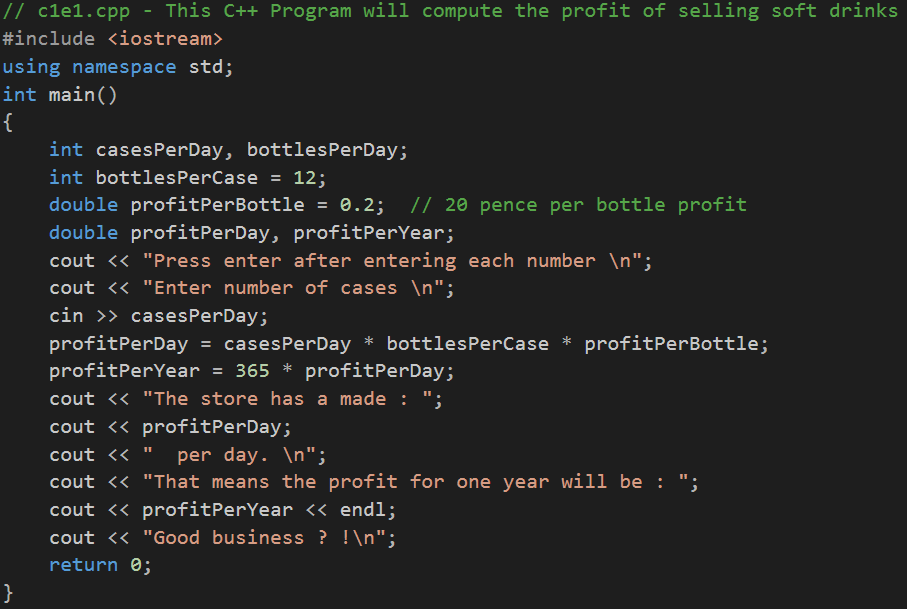 // c1e1.cpp - This C++ Program will compute the profit of selling soft drinks
#include <iostream>
using namespace std;
int main()
{
    int casesPerDay, bottlesPerDay;
    int bottlesPerCase = 12;
    double profitPerBottle = 0.2;  // 20 pence per bottle profit
    double profitPerDay, profitPerYear;
    cout << "Press enter after entering each number \n";
    cout << "Enter number of cases \n";
    cin >> casesPerDay;
    profitPerDay = casesPerDay * bottlesPerCase * profitPerBottle;
    profitPerYear = 365 * profitPerDay;
    cout << "The store has a made : ";
    cout << profitPerDay;
    cout << "  per day. \n";
    cout << "That means the profit for one year will be : ";
    cout << profitPerYear << endl;
    cout << "Good business ? !\n";
    return 0;
}